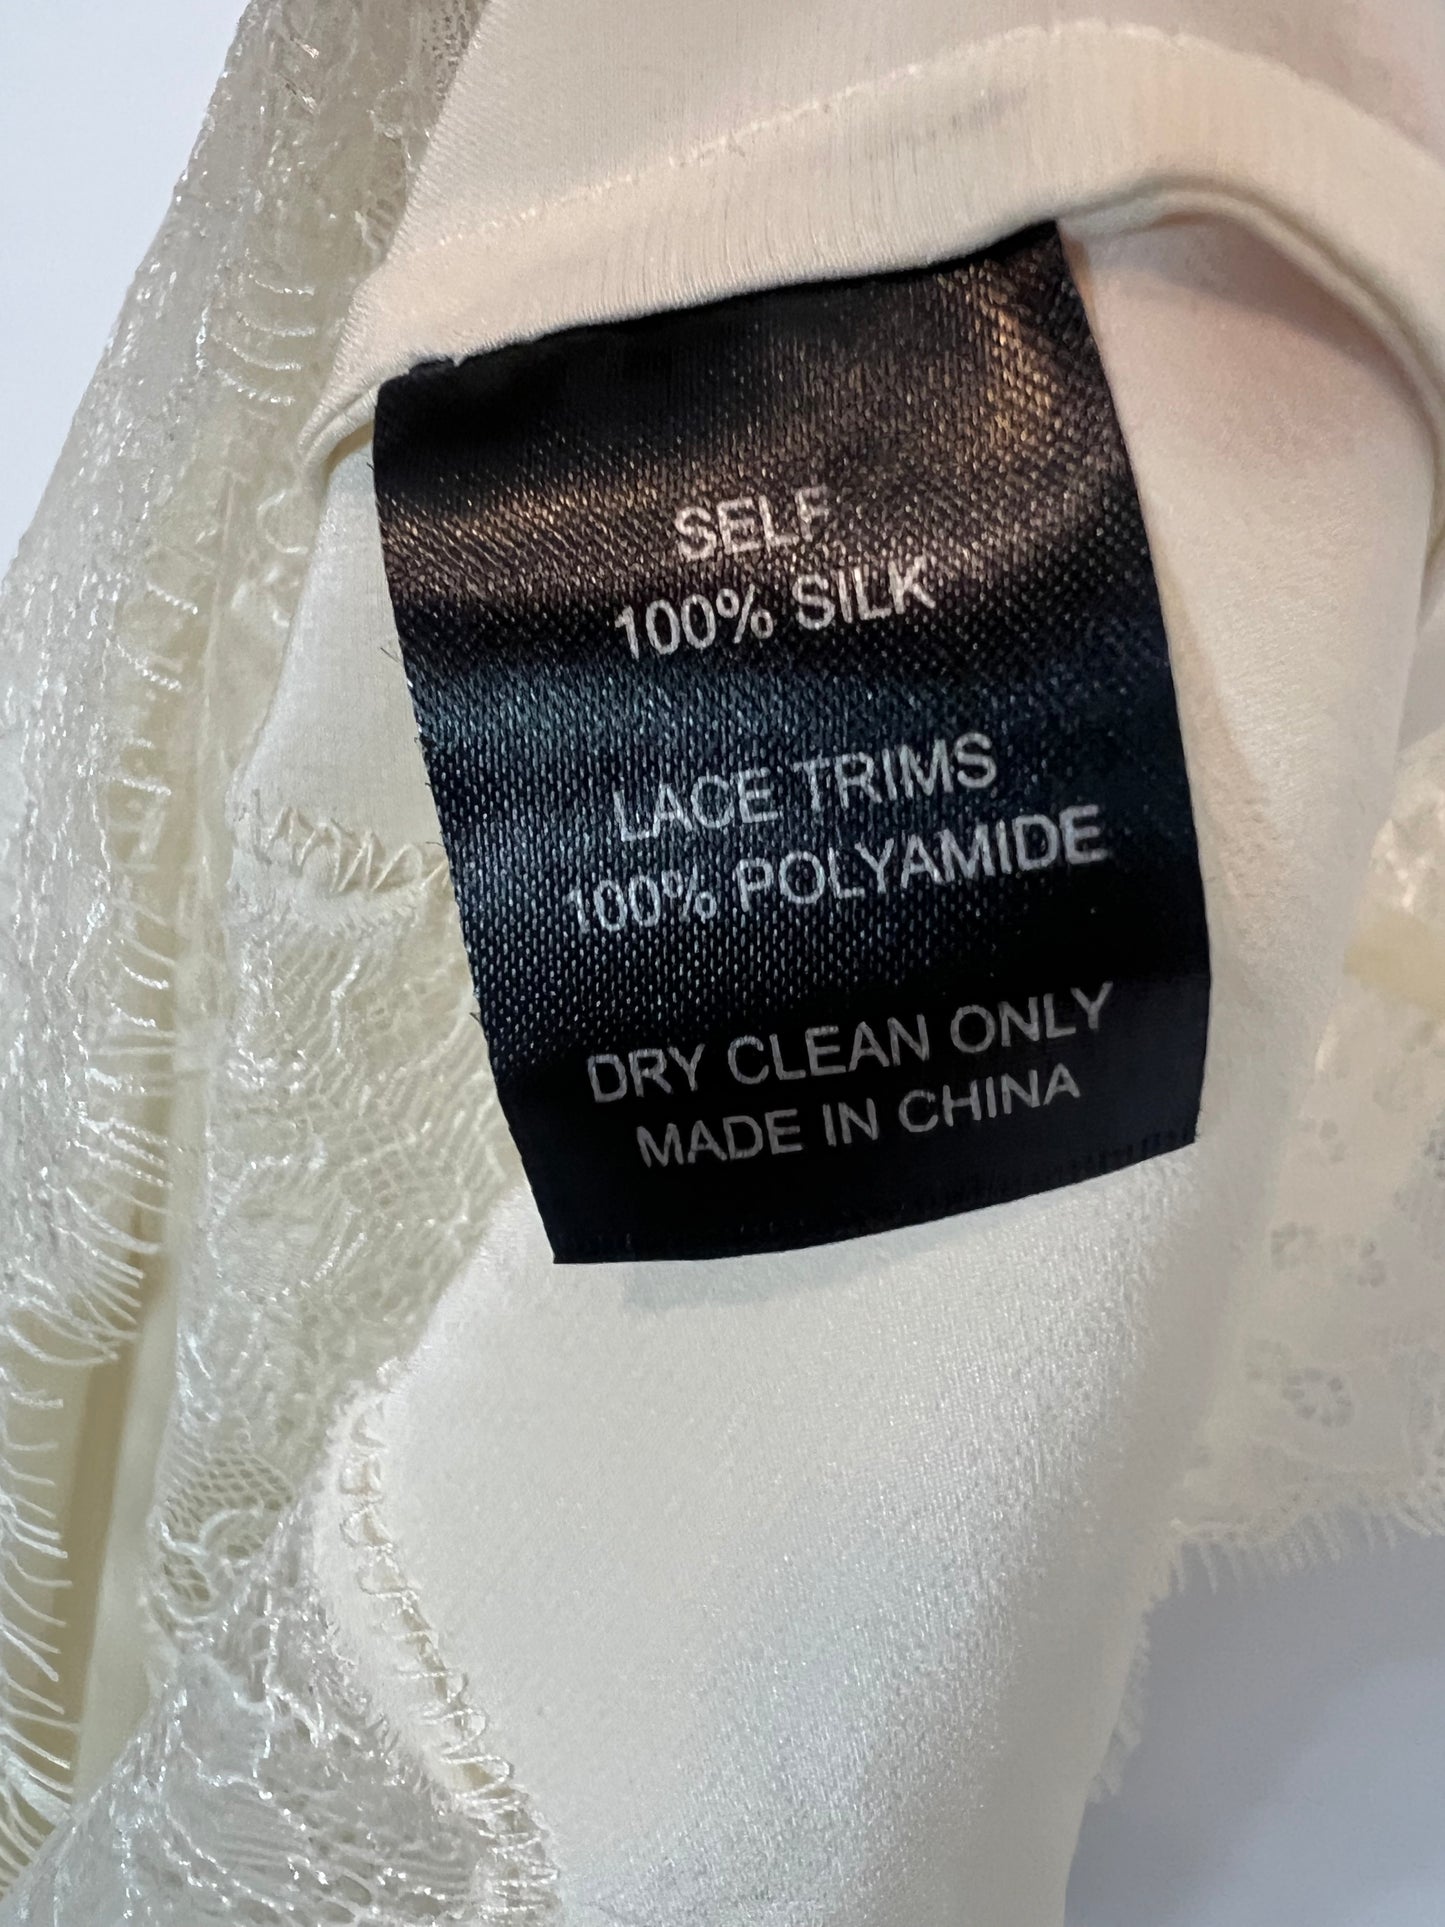 SELF
100% SILK
LACE TRIMS
100% POLYAMIDE
DRY CLEAN ONLY
MADE IN CHINA